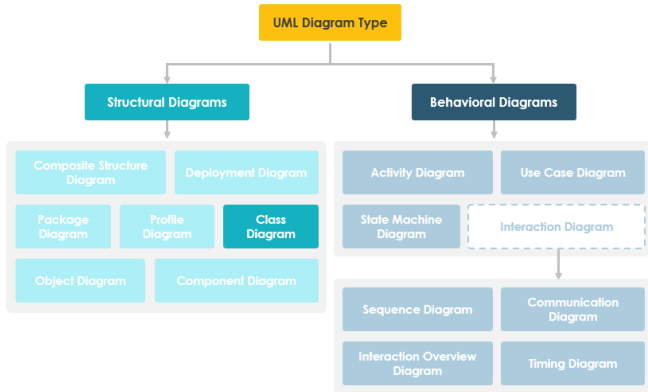 UML Diagram Type
Structural Diagrams
Behavioral Diagrams
Composite Structure
Diagram
Deployment Diagram
Package
Diagram
Profile
Diagram
Class
Diagram
Object Diagram
Component Diagram
Activity Diagram
Use Case Diagram
State Machine
Diagram
Interaction Diagram
Sequence Diagram
Communication
Diagram
Interaction Overview
Diagram
Timing Diagram